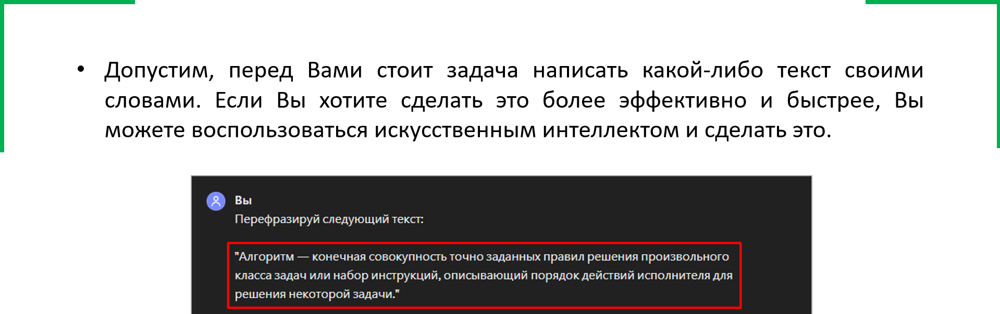 • Допустим, перед Вами стоит задача написать какой-либо текст своими
словами. Если Вы хотите сделать это более эффективно и быстрее, Вы
можете воспользоваться искусственным интеллектом и сделать это.
Вы
Перефразируй следующий текст:
"Алгоритм — конечная совокупность точно заданных правил решения произвольного
класса задач или набор инструкций, описывающий порядок действий исполнителя для
решения некоторой задачи."